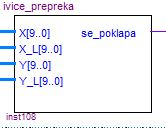 ivice_prepreka
X[9..0] se_poklapa
X_L[9..0]
Y[9..0]
Y_L[9..0]
inst108